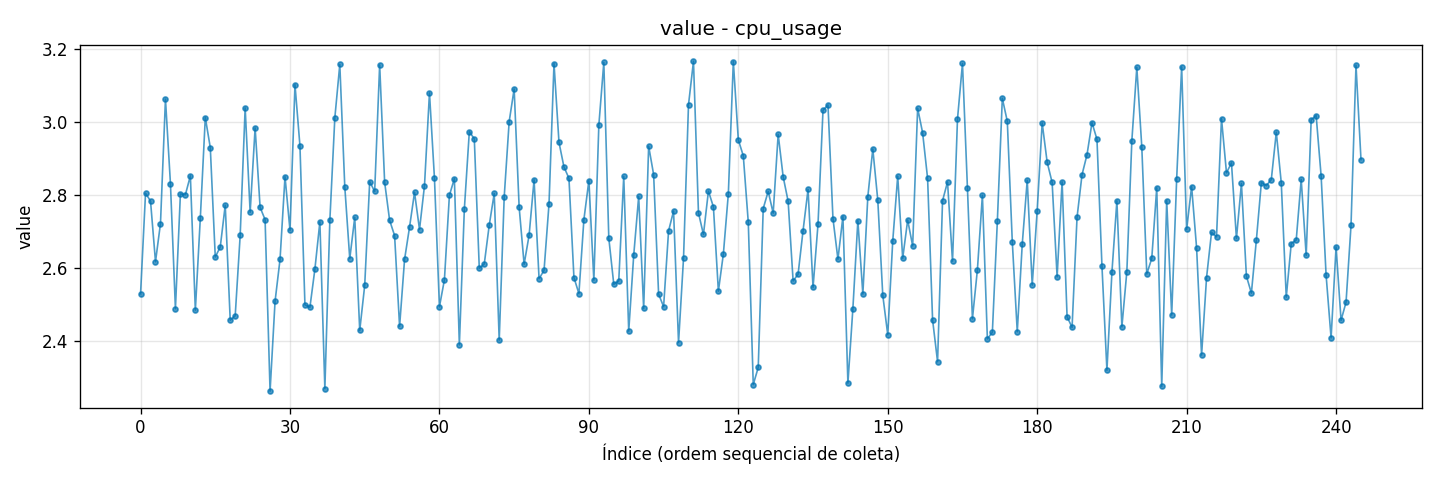 value - cpu_usage
3.2
3.0
2.8
2.6
2.4
value
0 30 60 90 120 150 180 210 240
Índice (ordem sequencial de coleta)